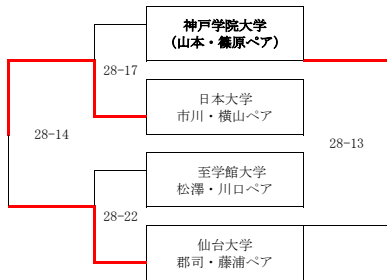 神戸学院大学
（山本・篠原ペア）
28-17
日本大学
市川・横山ペア
28-14
28-13
至学館大学
松澤・川口ペア
28-22
仙台大学
郡司・藤浦ペア